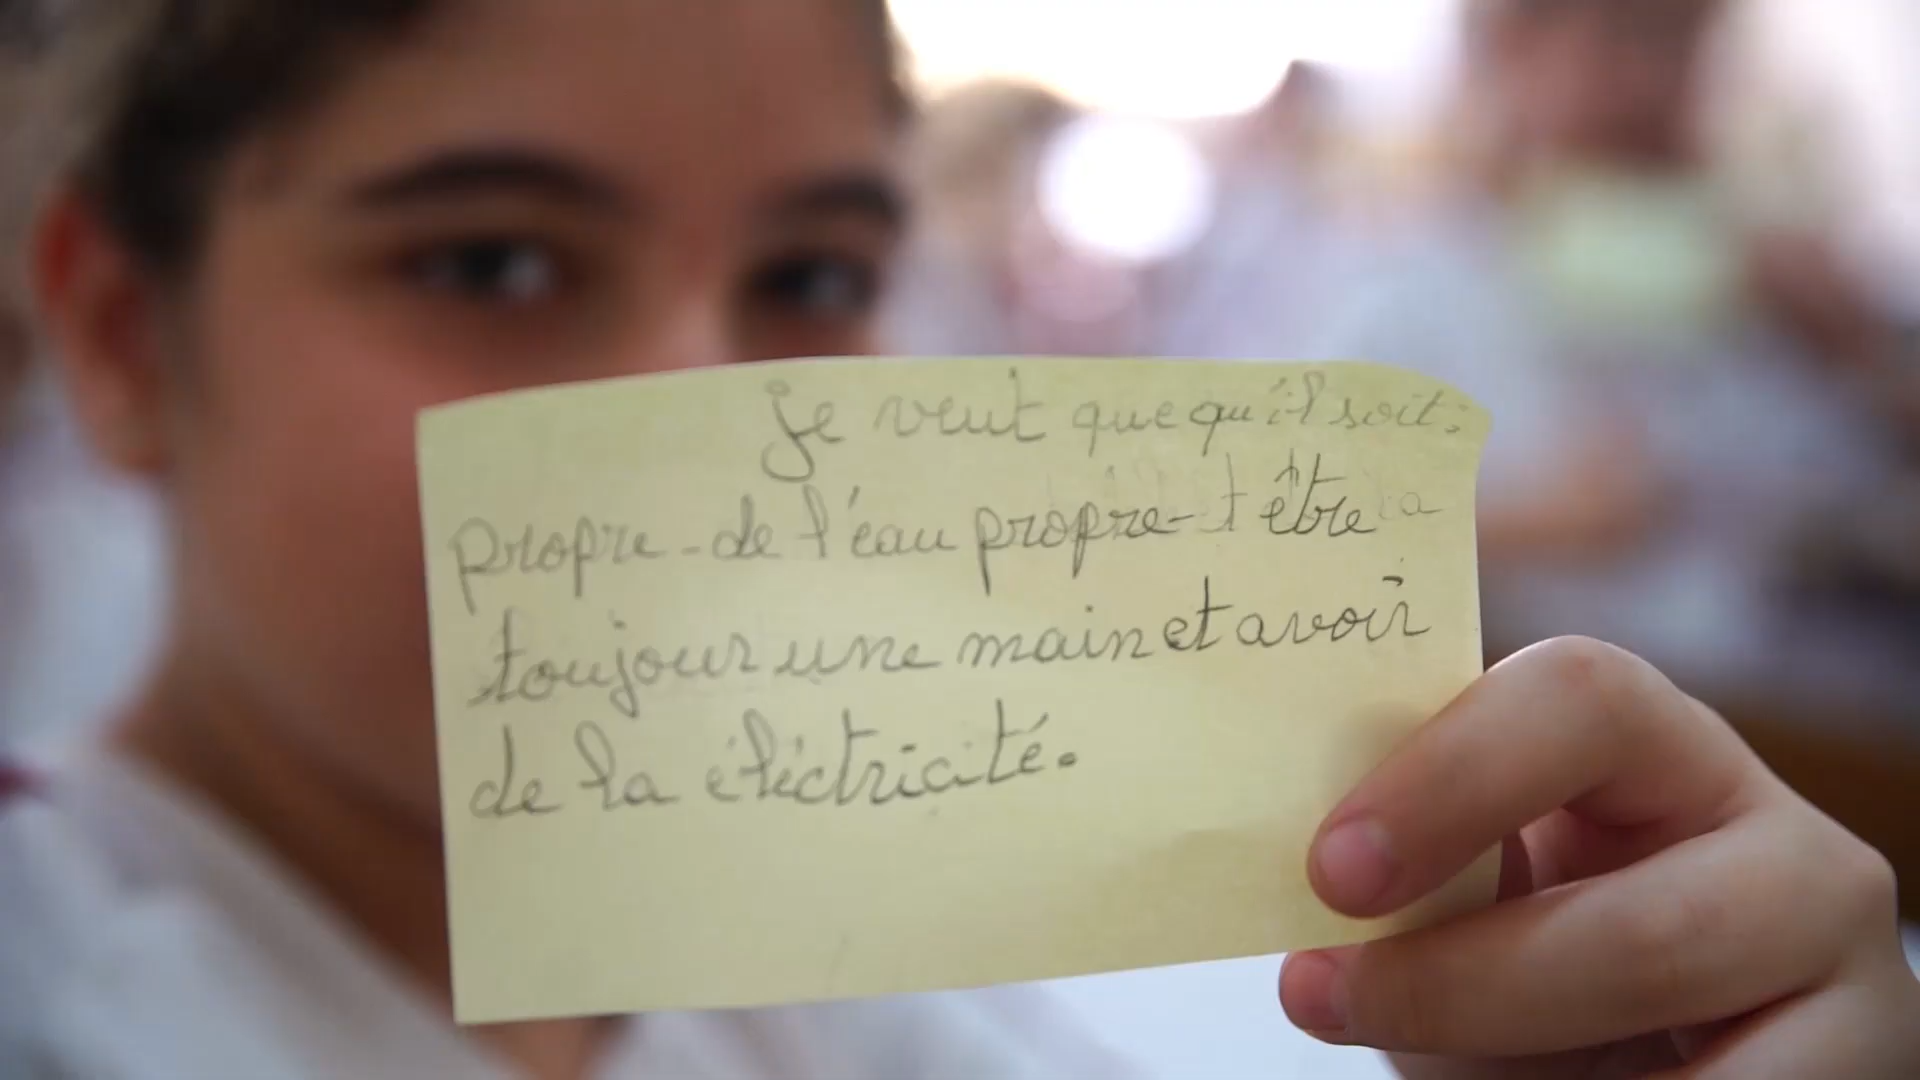 je veut que qu'il soit:
propre - de l'eau propre - être
toujour une main et avoir
de la éléctricité.